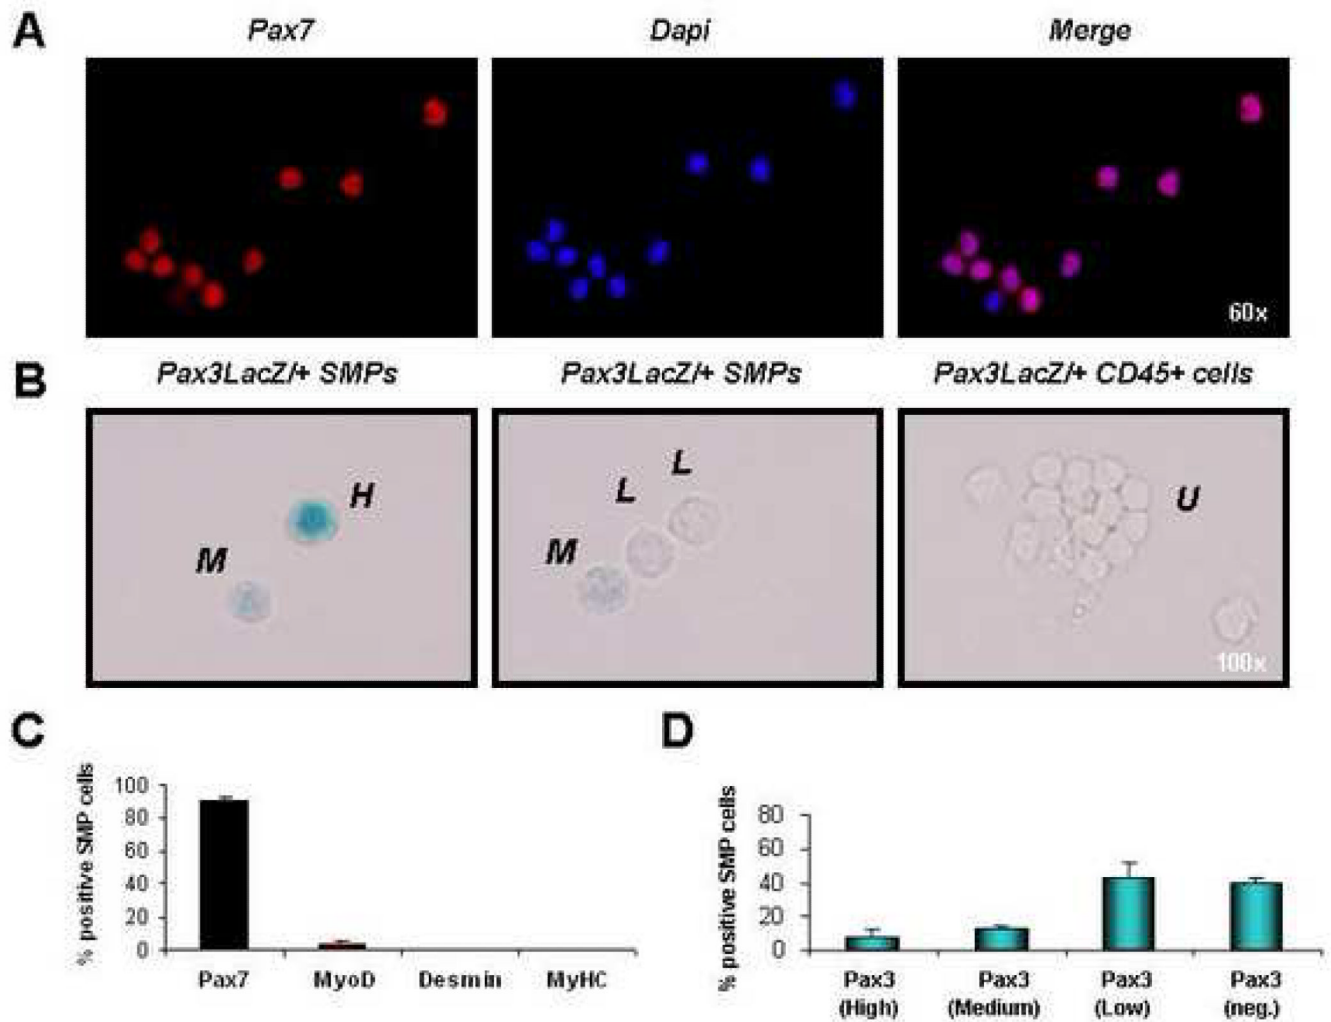 A
Pax7 Dapi Merge
60x
B
Pax3LacZ/+ SMPs Pax3LacZ/+ SMPs Pax3LacZ/+ CD45+ cells
H
M
L
L
M
U
100x
C
% positive SMP cells
100
80
60
40
20
0
Pax7 MyoD Desmin MyHC
D
% positive SMP cells
80
60
40
20
0
Pax3 Pax3 Pax3 Pax3
(High) (Medium) (Low) (neg.)